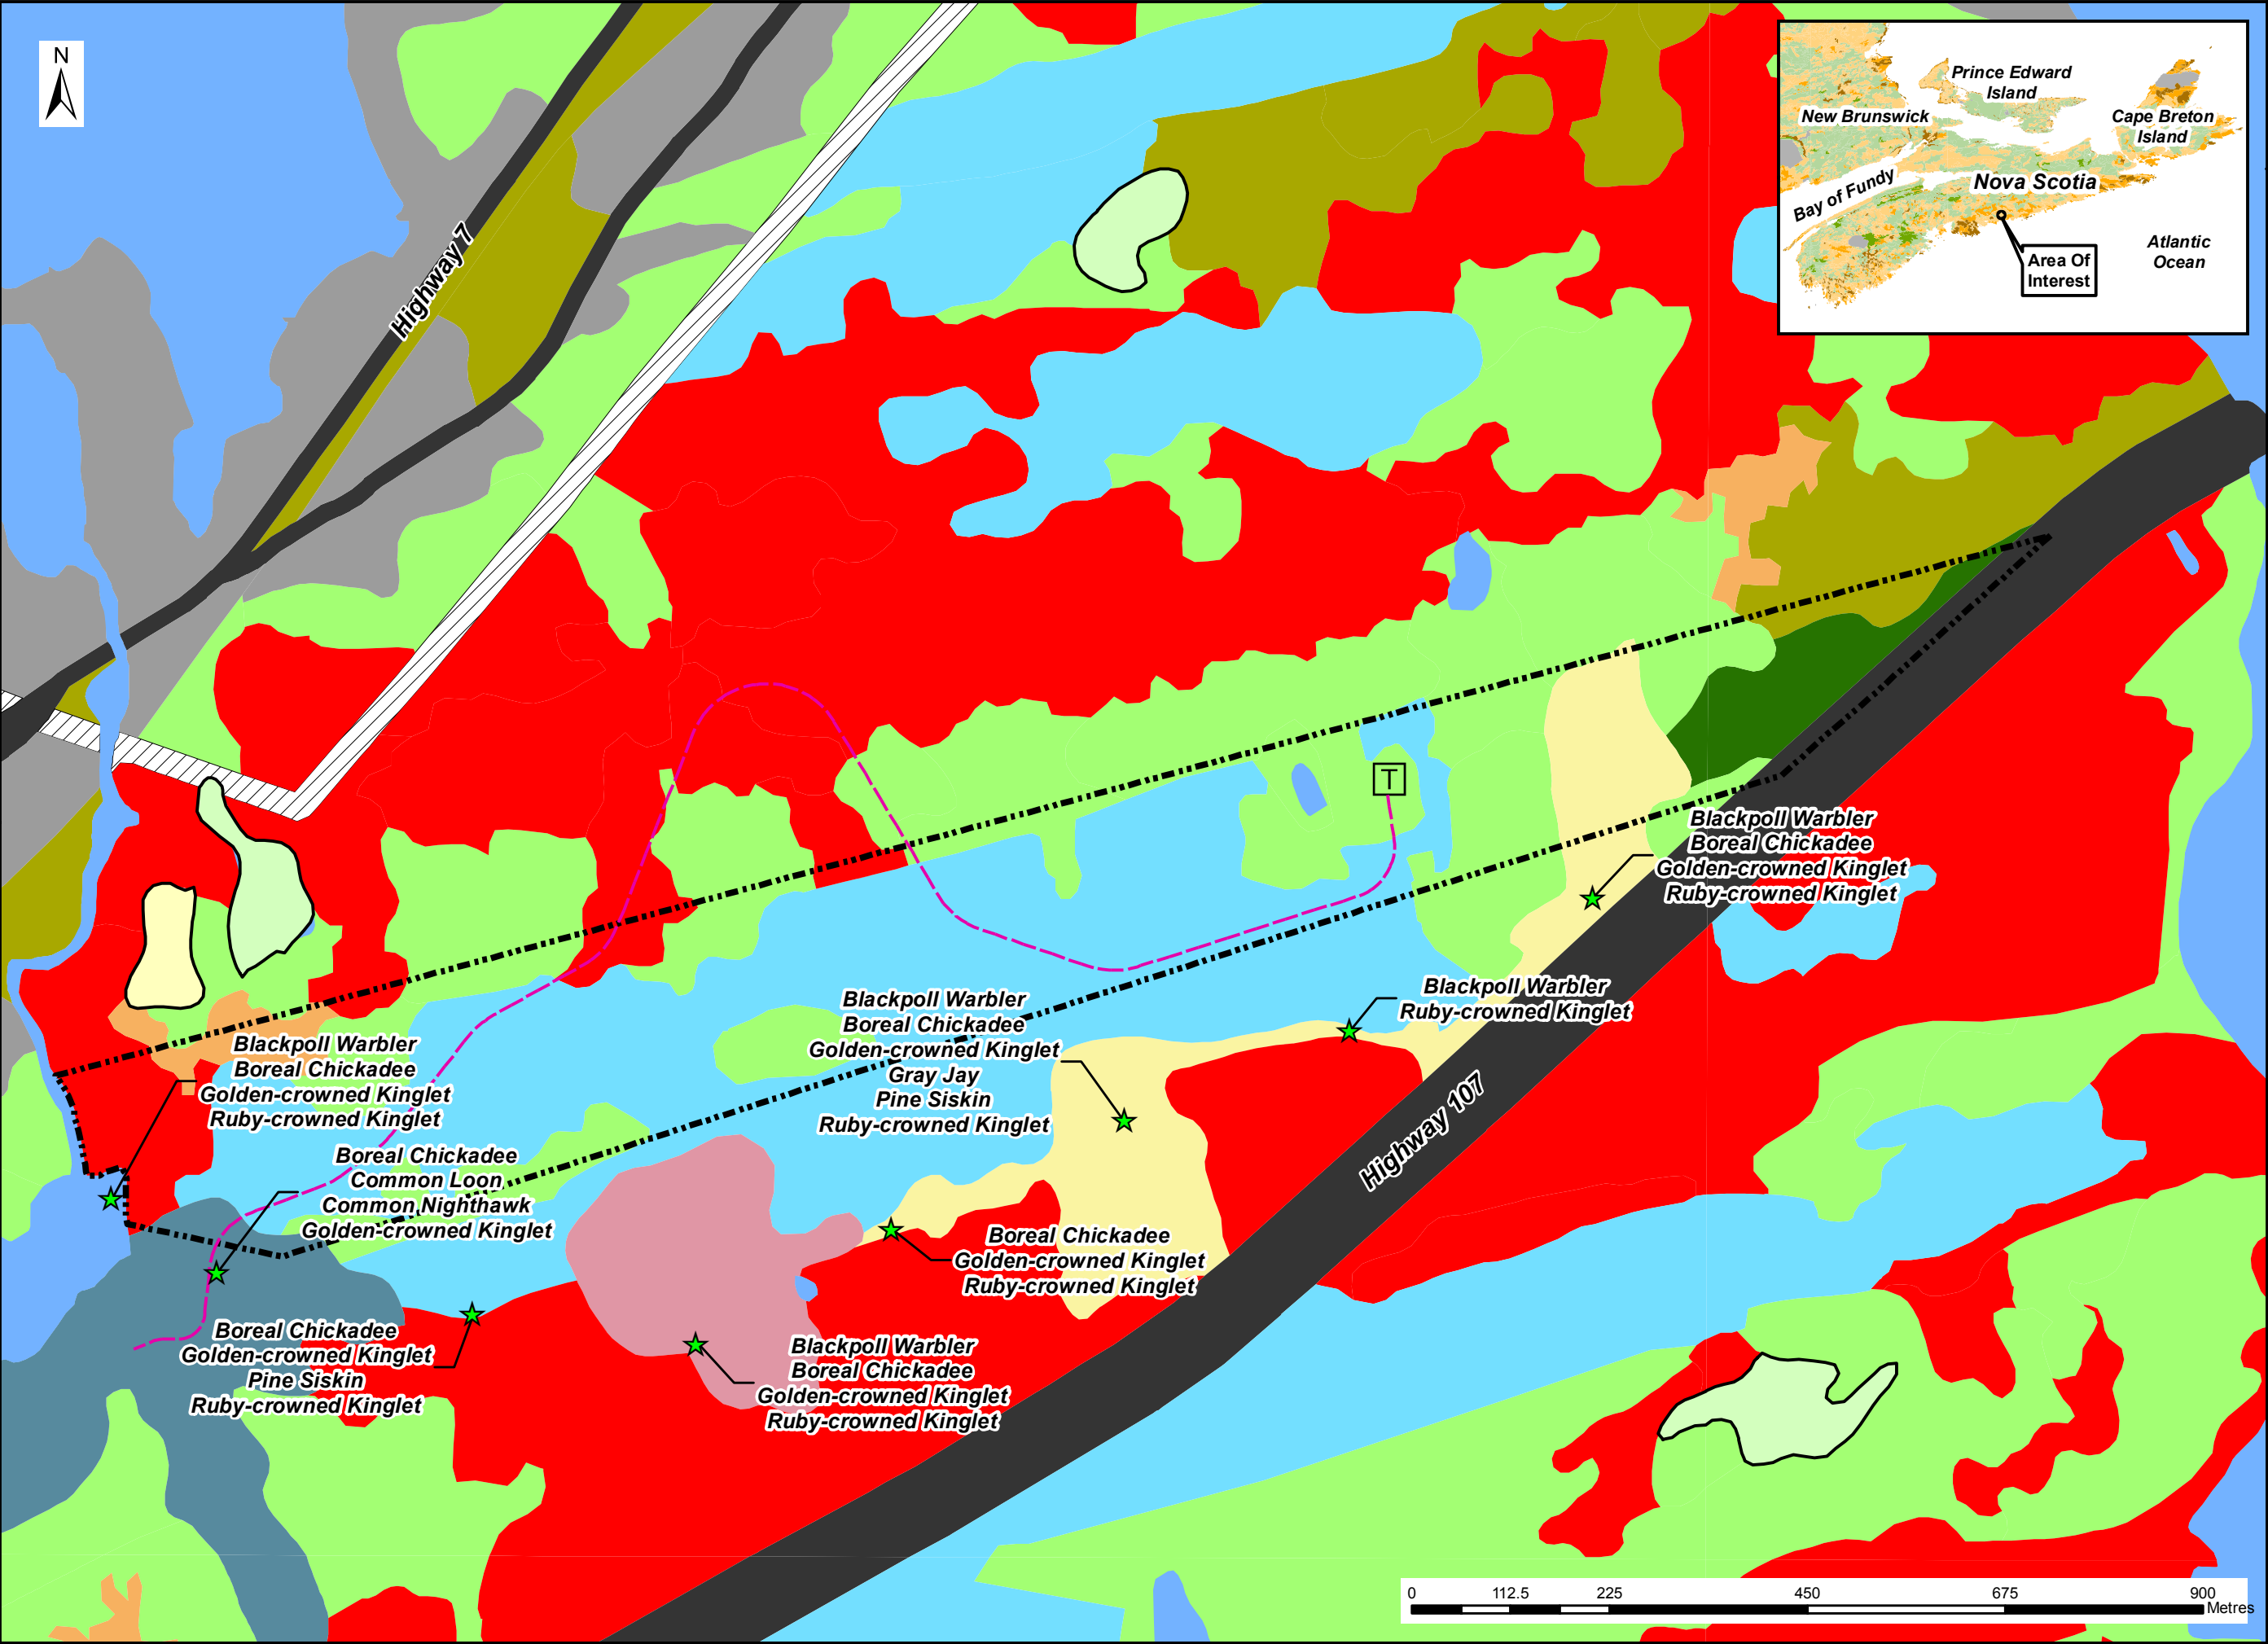 N
Highway 7
Prince Edward
Island
New Brunswick
Cape Breton
Island
Bay of Fundy
Nova Scotia
Atlantic
Ocean
Area Of
Interest
T
Blackpoll Warbler
Boreal Chickadee
Golden-crowned Kinglet
Ruby-crowned Kinglet
Blackpoll Warbler
Ruby-crowned Kinglet
Blackpoll Warbler
Boreal Chickadee
Golden-crowned Kinglet
Gray Jay
Pine Siskin
Ruby-crowned Kinglet
Blackpoll Warbler
Boreal Chickadee
Golden-crowned Kinglet
Ruby-crowned Kinglet
Highway 107
Boreal Chickadee
Common Loon
Common Nighthawk
Golden-crowned Kinglet
Boreal Chickadee
Golden-crowned Kinglet
Ruby-crowned Kinglet
Boreal Chickadee
Golden-crowned Kinglet
Pine Siskin
Ruby-crowned Kinglet
Blackpoll Warbler
Boreal Chickadee
Golden-crowned Kinglet
Ruby-crowned Kinglet
0 112.5 225 450 675 900
Metres